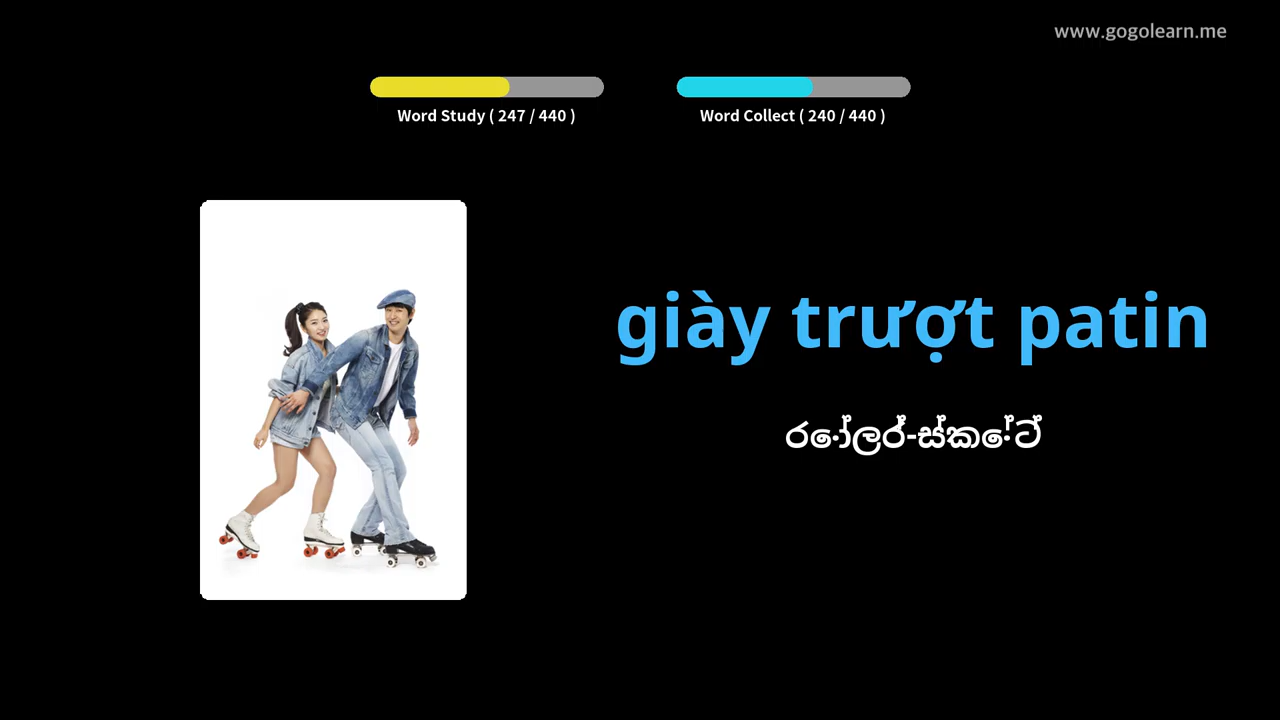 www.gogolearn.me
Word Study ( 247 / 440 )
Word Collect ( 240 / 440 )
giày trượt patin
රෝලර්-ස්කේට්